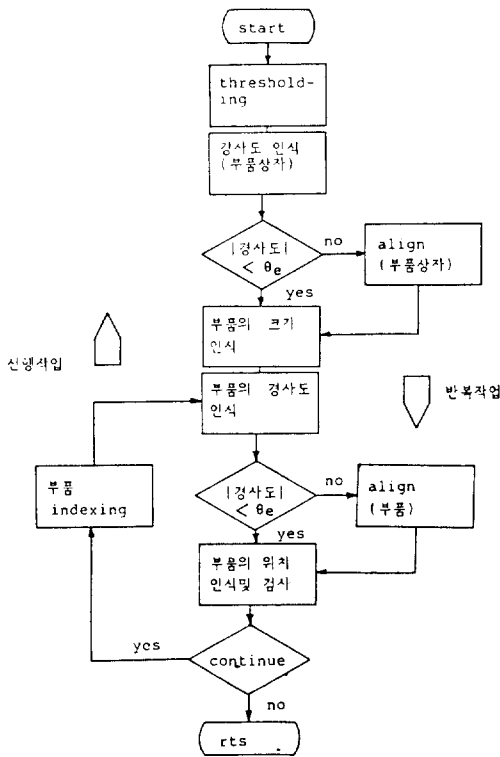 start
threshold-
ing
강사도 인식
(부품상자)
|경사도|
< θe
no
align
(부품상자)
yes
부품의 크기
인식
선행작업
부품의 경사도
인식
반복작업
부품
indexing
|경사도|
< θe
no
align
(부품)
yes
부품의 위치
인식및 검사
yes
continue
no
rts